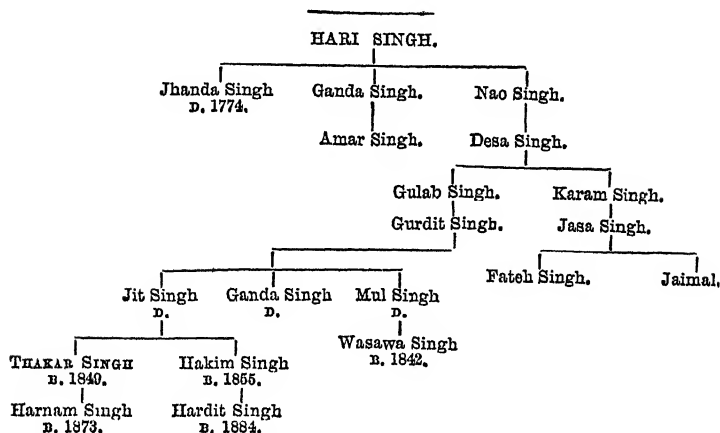 HARI SINGH.
Jhanda Singh Ganda Singh. Nao Singh.
D. 1774.
Amar Singh. Desa Singh.
Gulab Singh. Karam Singh.
Gurdit Singh. Jasa Singh.
Fateh Singh. Jaimal.
Jit Singh Ganda Singh Mul Singh
D. D. D.
Wasawa Singh
B. 1842.
THAKAR SINGH Hakim Singh
B. 1849. B. 1855.
Harnam Singh Hardit Singh
B. 1873. B. 1884.